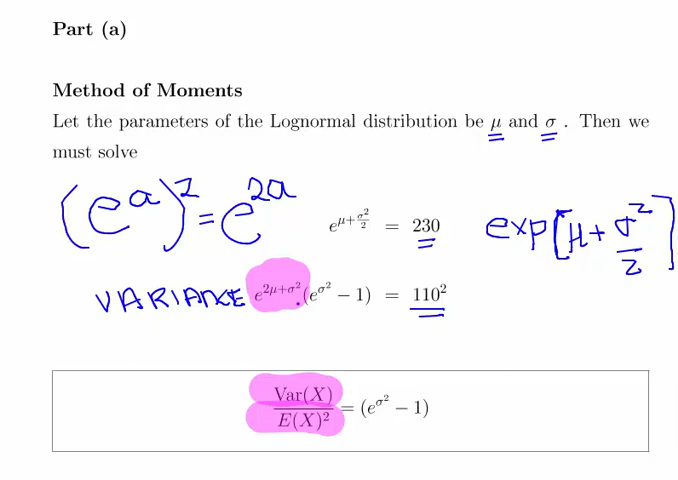 Part (a)
Method of Moments
Let the parameters of the Lognormal distribution be μ and σ . Then we
must solve
(e^a)^2 = e^{2a}
e^{μ+σ²/2} = 230
exp[μ + σ²/2]
VARIANCE e^{2μ+σ²}(e^{σ²} − 1) = 110²
Var(X)/E(X)² = (e^{σ²} − 1)